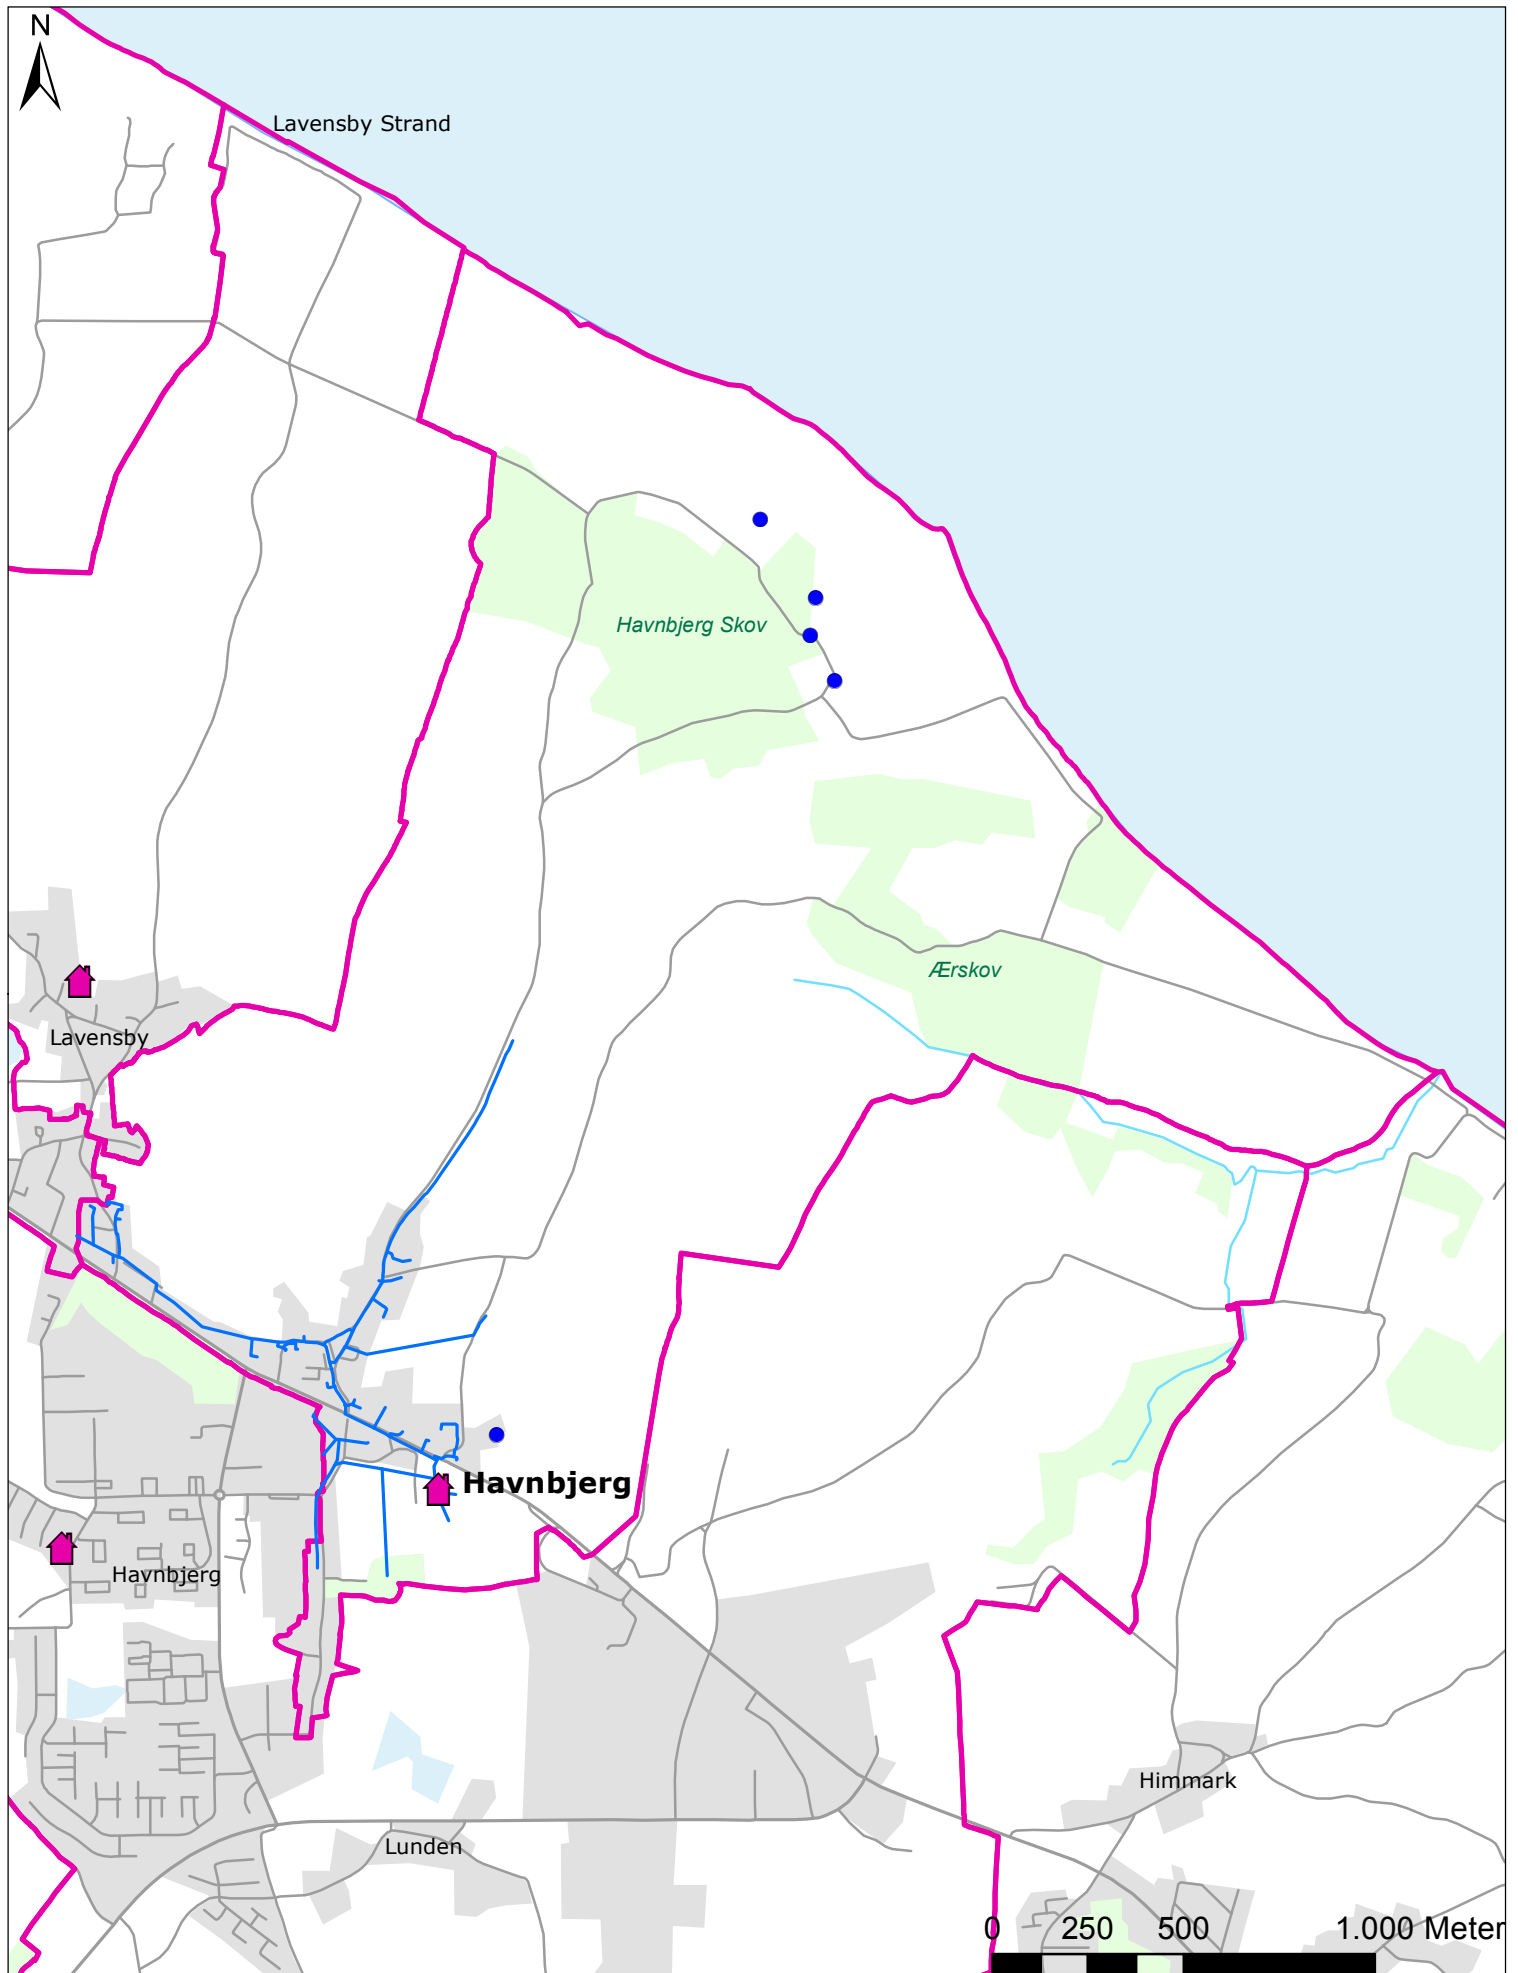 N
Lavensby Strand
Havnbjerg Skov
Ærskov
Lavensby
Havnbjerg
Havnbjerg
Himmark
Lunden
0 250 500 1.000 Meter